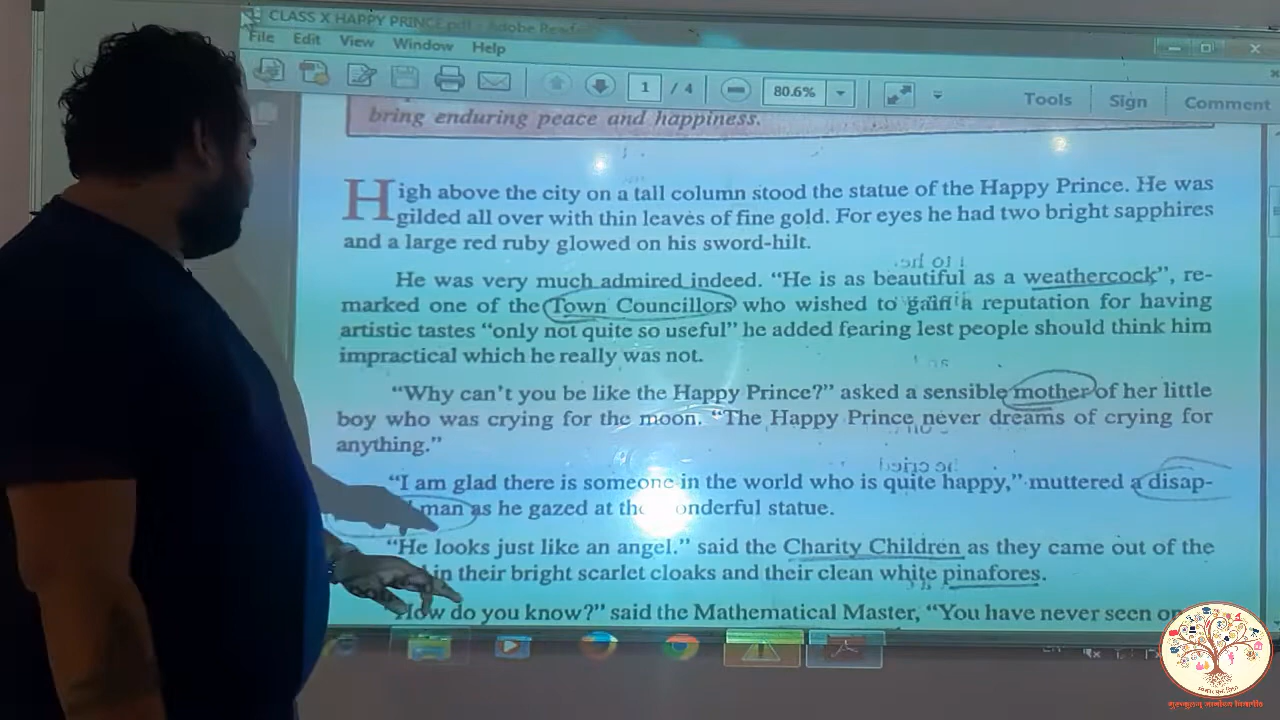 CLASS X HAPPY PRINCE.pdf - Adobe Reader
File Edit View Window Help
1 / 4 80.6% Tools Sign Comment
bring enduring peace and happiness.
High above the city on a tall column stood the statue of the Happy Prince. He was
gilded all over with thin leaves of fine gold. For eyes he had two bright sapphires
and a large red ruby glowed on his sword-hilt.
He was very much admired indeed. “He is as beautiful as a weathercock”, re-
marked one of the Town Councillors who wished to gain a reputation for having
artistic tastes “only not quite so useful” he added fearing lest people should think him
impractical which he really was not.
“Why can’t you be like the Happy Prince?” asked a sensible mother of her little
boy who was crying for the moon. “The Happy Prince never dreams of crying for
anything.”
“I am glad there is someone in the world who is quite happy,” muttered a disap-
man as he gazed at the wonderful statue.
“He looks just like an angel.” said the Charity Children as they came out of the
in their bright scarlet cloaks and their clean white pinafores.
How do you know?” said the Mathematical Master, “You have never seen